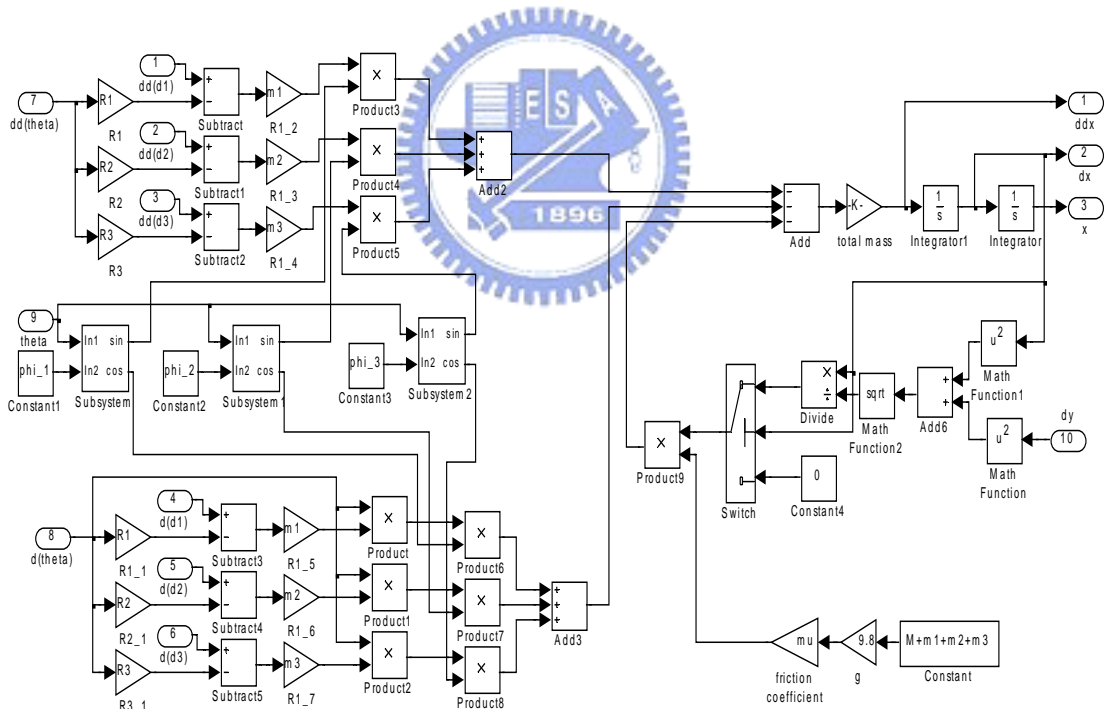 1
dd(d1)
7
dd(theta)
R1
R1
+
−
Subtract
m1
R1_2
×
Product3
2
dd(d2)
R2
R2
+
−
Subtract1
m2
R1_3
×
Product4
3
dd(d3)
R3
R3
+
−
Subtract2
m3
R1_4
×
Product5
+
+
+
Add2
E S A
1896
−
−
−
Add
-K-
total mass
1
s
Integrator1
1
s
Integrator
1
ddx
2
dx
3
x
9
theta
phi_1
Constant1
In1 sin
In2 cos
Subsystem
phi_2
Constant2
In1 sin
In2 cos
Subsystem1
phi_3
Constant3
In1 sin
In2 cos
Subsystem2
×
Product9
Switch
×
÷
Divide
0
Constant4
sqrt
Math
Function2
+
+
Add6
u²
Math
Function1
u²
Math
Function
dy
10
8
d(theta)
4
d(d1)
R1
R1_1
+
−
Subtract3
m1
R1_5
×
Product
×
Product6
5
d(d2)
R2
R2_1
+
−
Subtract4
m2
R1_6
×
Product1
×
Product7
6
d(d3)
R3
R3_1
+
−
Subtract5
m3
R1_7
×
Product2
×
Product8
+
+
+
Add3
mu
friction
coefficient
9.8
g
M+m1+m2+m3
Constant